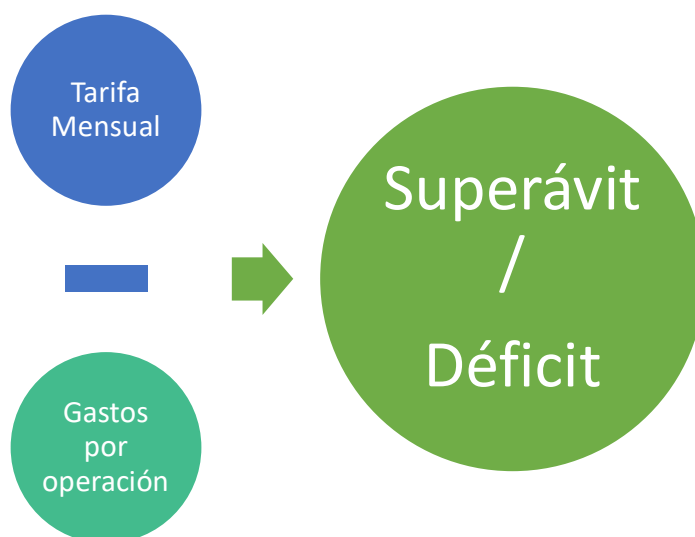 Tarifa
Mensual
Gastos
por
operación
Superávit
/
Déficit